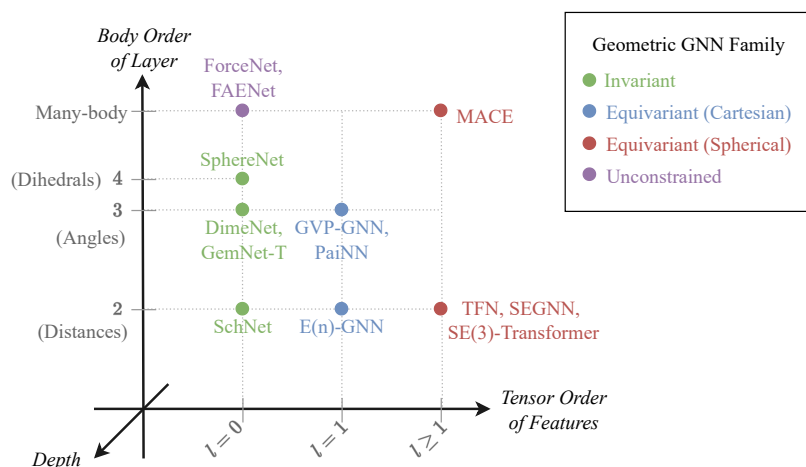 Body Order
of Layer
ForceNet,
FAENet
Many-body
MACE
SphereNet
(Dihedrals) 4
3
DimeNet,
GemNet-T
GVP-GNN,
PaiNN
(Angles)
2
(Distances)
SchNet
E(n)-GNN
TFN, SEGNN,
SE(3)-Transformer
Tensor Order
of Features
Depth
l = 0
l = 1
l ≥ 1
Geometric GNN Family
Invariant
Equivariant (Cartesian)
Equivariant (Spherical)
Unconstrained